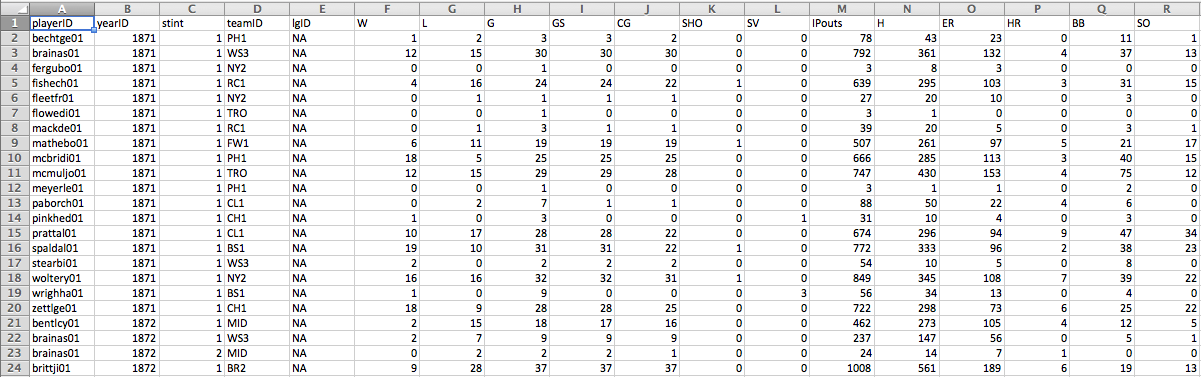 A B C D E F G H I J K L M N O P Q R
1 playerID yearID stint teamID lgID W L G GS CG SHO SV IPouts H ER HR BB SO
2 bechtge01 1871 1 PH1 NA 1 2 3 3 2 0 0 78 43 23 0 11 1
3 brainas01 1871 1 WS3 NA 12 15 30 30 30 0 0 792 361 132 4 37 13
4 fergubo01 1871 1 NY2 NA 0 0 1 0 0 0 0 3 8 3 0 0 0
5 fishech01 1871 1 RC1 NA 4 16 24 24 22 1 0 639 295 103 3 31 15
6 fleetfr01 1871 1 NY2 NA 0 1 1 1 1 0 0 27 20 10 0 3 0
7 flowedi01 1871 1 TRO NA 0 0 1 0 0 0 0 3 1 0 0 0 0
8 mackde01 1871 1 RC1 NA 0 1 3 1 1 0 0 39 20 5 0 3 1
9 mathebo01 1871 1 FW1 NA 6 11 19 19 19 1 0 507 261 97 5 21 17
10 mcbridi01 1871 1 PH1 NA 18 5 25 25 25 0 0 666 285 113 3 40 15
11 mcmuljo01 1871 1 TRO NA 12 15 29 29 28 0 0 747 430 153 4 75 12
12 meyerle01 1871 1 PH1 NA 0 0 1 0 0 0 0 3 1 1 0 2 0
13 paborch01 1871 1 CL1 NA 0 2 7 1 1 0 0 88 50 22 4 6 0
14 pinkhed01 1871 1 CH1 NA 1 0 3 0 0 0 1 31 10 4 0 3 0
15 prattal01 1871 1 CL1 NA 10 17 28 28 22 0 0 674 296 94 9 47 34
16 spaldal01 1871 1 BS1 NA 19 10 31 31 22 1 0 772 333 96 2 38 23
17 stearbi01 1871 1 WS3 NA 2 0 2 2 2 0 0 54 10 5 0 8 0
18 woltery01 1871 1 NY2 NA 16 16 32 32 31 1 0 849 345 108 7 39 22
19 wrighha01 1871 1 BS1 NA 1 0 9 0 0 0 3 56 34 13 0 4 0
20 zettlge01 1871 1 CH1 NA 18 9 28 28 25 0 0 722 298 73 6 25 22
21 bentlcy01 1872 1 MID NA 2 15 18 17 16 0 0 462 273 105 4 12 5
22 brainas01 1872 1 WS3 NA 2 7 9 9 9 0 0 237 147 56 0 5 1
23 brainas01 1872 2 MID NA 0 2 2 2 1 0 0 24 14 7 1 0 0
24 brittji01 1872 1 BR2 NA 9 28 37 37 37 0 0 1008 561 189 6 19 13